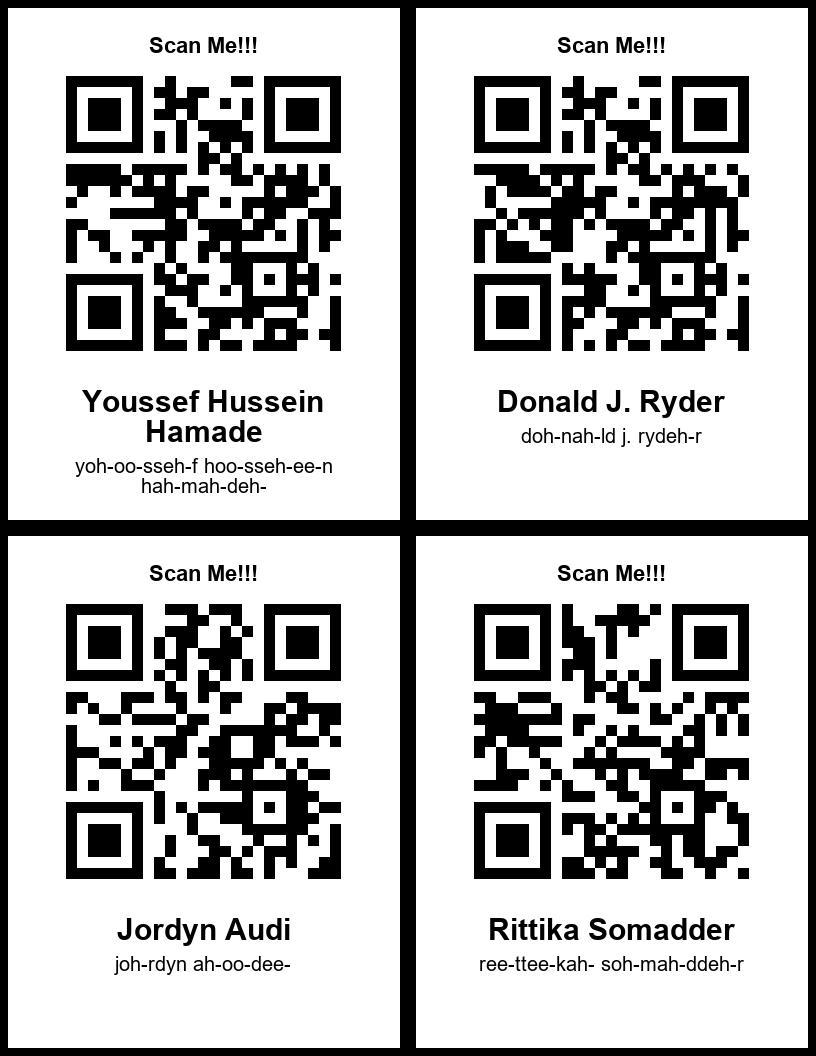 Scan Me!!!
Youssef Hussein
Hamade
yoh-oo-sseh-f hoo-sseh-ee-n
hah-mah-deh-
Scan Me!!!
Donald J. Ryder
doh-nah-ld j. rydeh-r
Scan Me!!!
Jordyn Audi
joh-rdyn ah-oo-dee-
Scan Me!!!
Rittika Somadder
ree-ttee-kah- soh-mah-ddeh-r